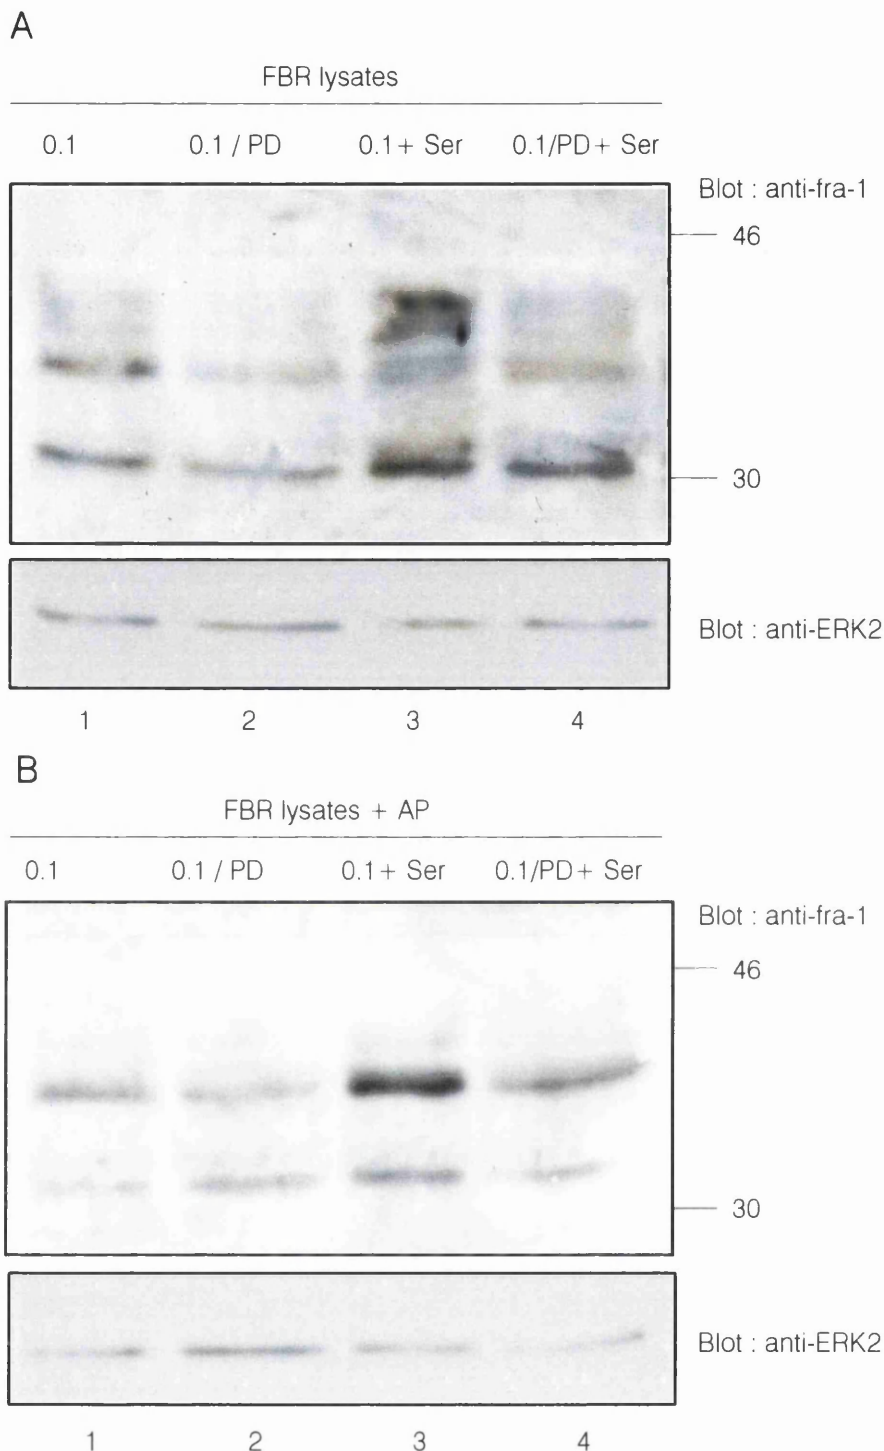 A
FBR lysates
0.1 0.1 / PD 0.1 + Ser 0.1/PD + Ser
Blot : anti-fra-1
46
30
Blot : anti-ERK2
1 2 3 4
B
FBR lysates + AP
0.1 0.1 / PD 0.1 + Ser 0.1/PD + Ser
Blot : anti-fra-1
46
30
Blot : anti-ERK2
1 2 3 4